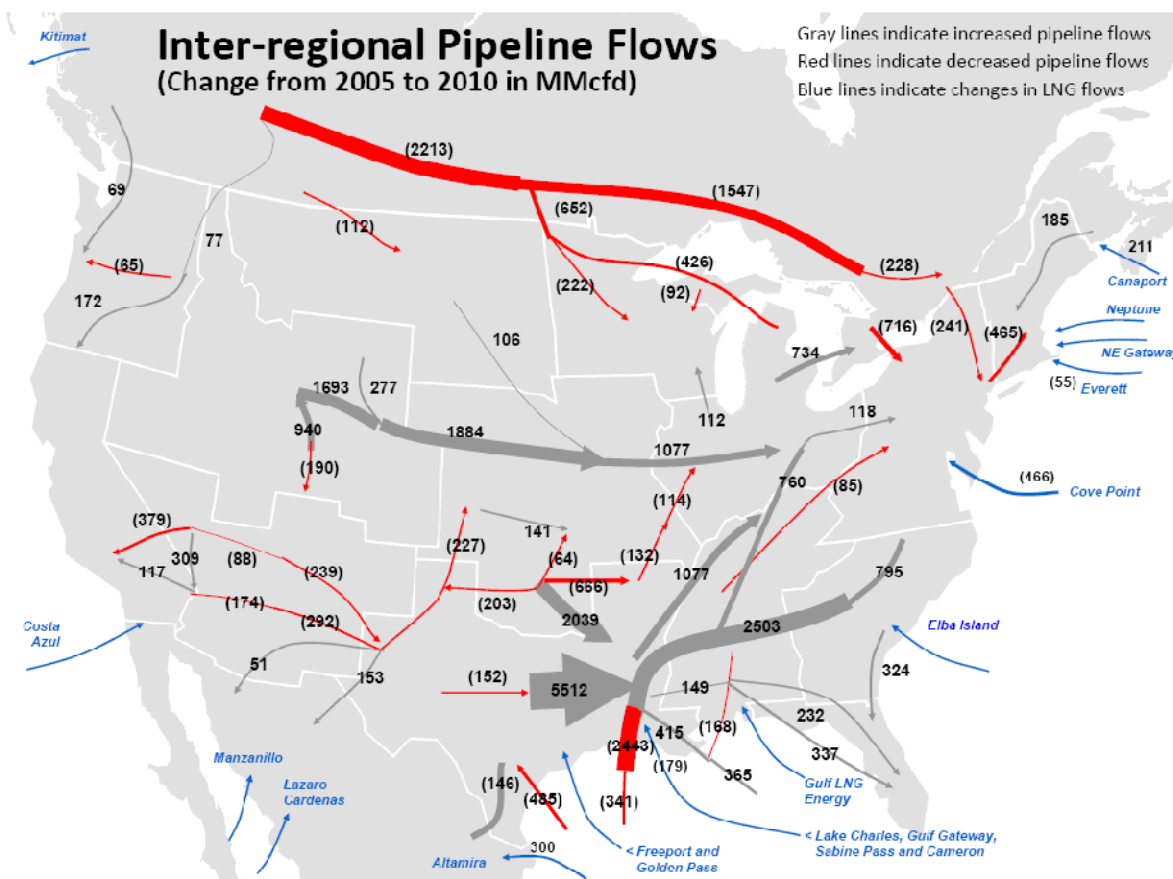 Kitimat
Inter-regional Pipeline Flows
(Change from 2005 to 2010 in MMcfd)
Gray lines indicate increased pipeline flows
Red lines indicate decreased pipeline flows
Blue lines indicate changes in LNG flows
(2213)
69
(652)
(1547)
(112)
77
185
211
(65)
(426)
(228)
Canaport
172
(222)
(92)
Neptune
(716)
(241)
(465)
106
734
NE Gateway
1693
277
(55)
Everett
112
118
940
1884
1077
(190)
760
(85)
(466)
Cove Point
(114)
(379)
141
309
(88)
(227)
(64)
(132)
117
(239)
(666)
1077
795
(174)
(203)
(292)
2039
Costa
Azul
2503
Elba Island
51
153
(152)
5512
149
324
232
415
(168)
(2443)
337
(179)
365
Manzanillo
(146)
Lazaro
Cardenas
(485)
(341)
Gulf LNG
Energy
< Lake Charles, Gulf Gateway,
Sabine Pass and Cameron
300
Altamira
< Freeport and
Golden Pass